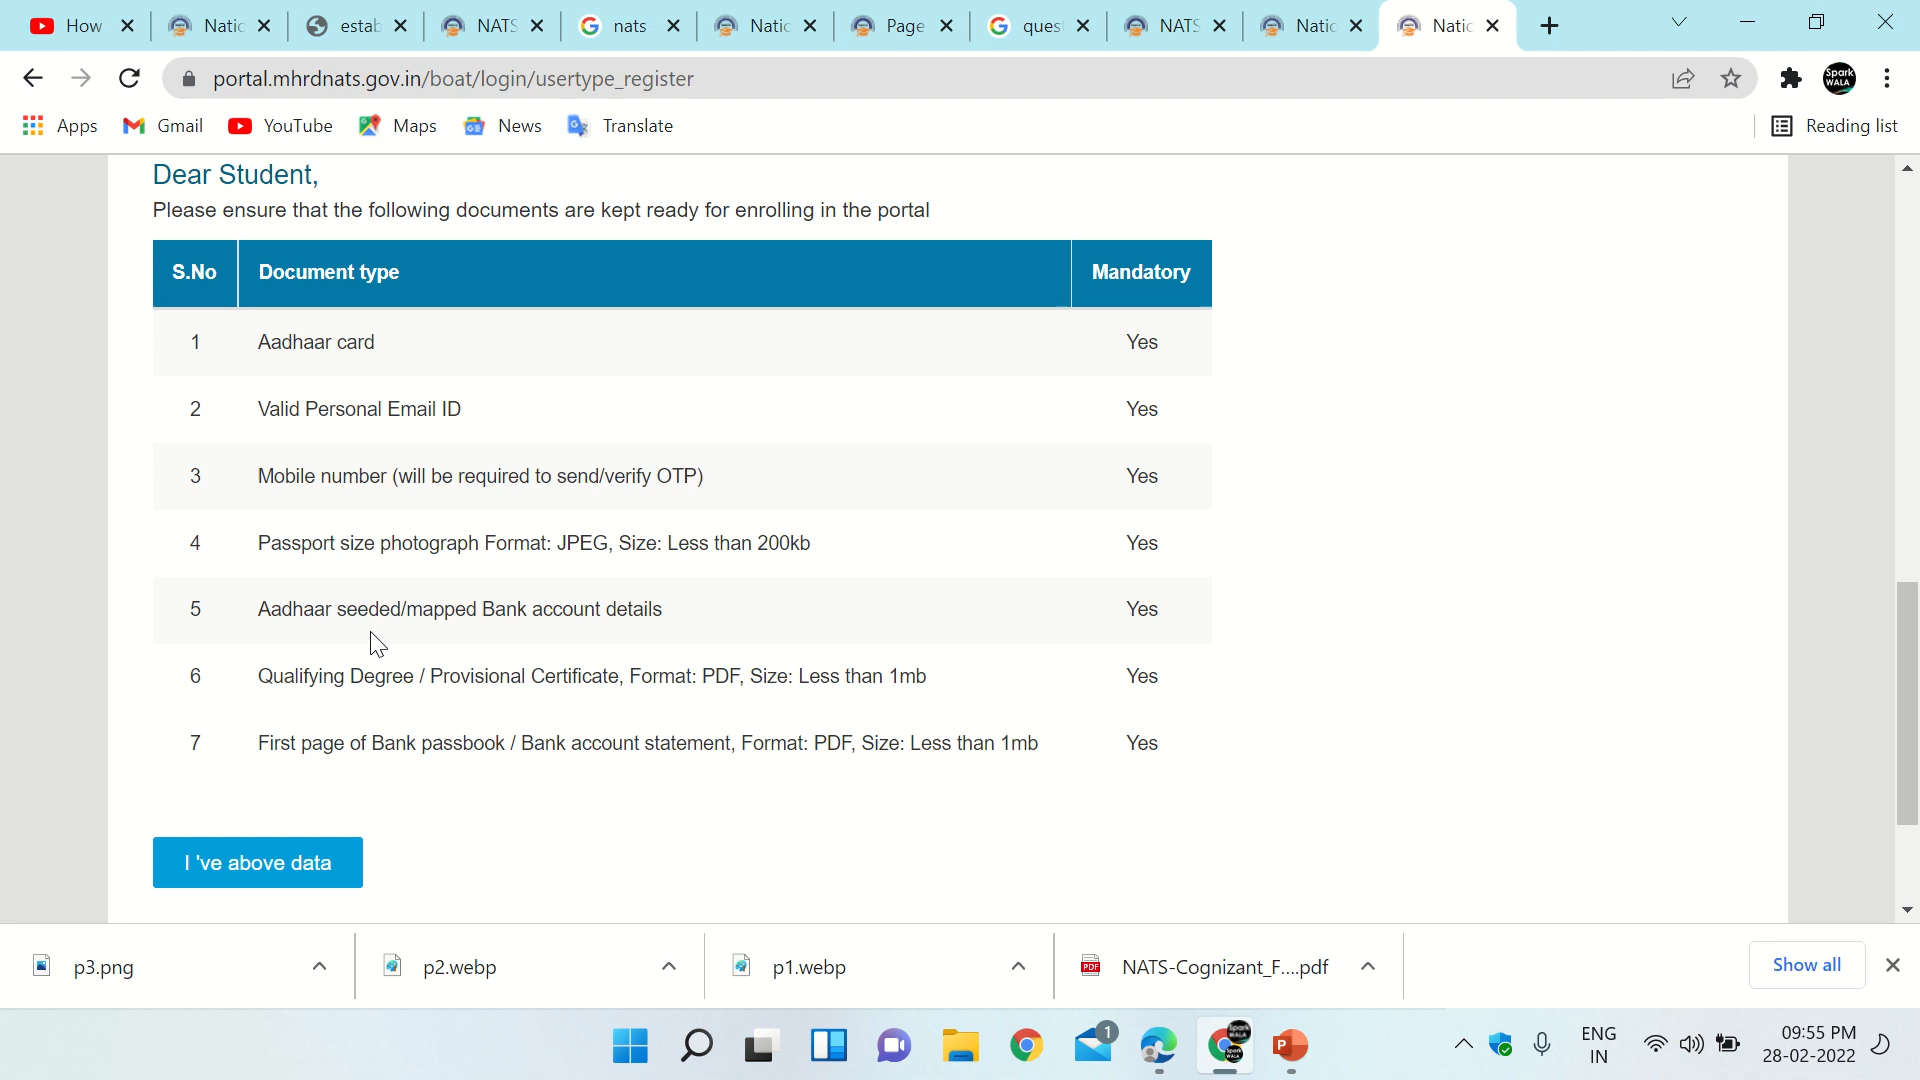 How
Natic
estab
NATS
nats
Natic
Page
ques
NATS
Natic
Natic
portal.mhrdnats.gov.in/boat/login/usertype_register
Spark WALA
Apps
Gmail
YouTube
Maps
News
Translate
Reading list
Dear Student,
Please ensure that the following documents are kept ready for enrolling in the portal
S.No Document type Mandatory
1 Aadhaar card Yes
2 Valid Personal Email ID Yes
3 Mobile number (will be required to send/verify OTP) Yes
4 Passport size photograph Format: JPEG, Size: Less than 200kb Yes
5 Aadhaar seeded/mapped Bank account details Yes
6 Qualifying Degree / Provisional Certificate, Format: PDF, Size: Less than 1mb Yes
7 First page of Bank passbook / Bank account statement, Format: PDF, Size: Less than 1mb Yes
I 've above data
p3.png
p2.webp
p1.webp
PDF
NATS-Cognizant_F....pdf
Show all
1
Spark WALA
P
ENG
IN
09:55 PM
28-02-2022